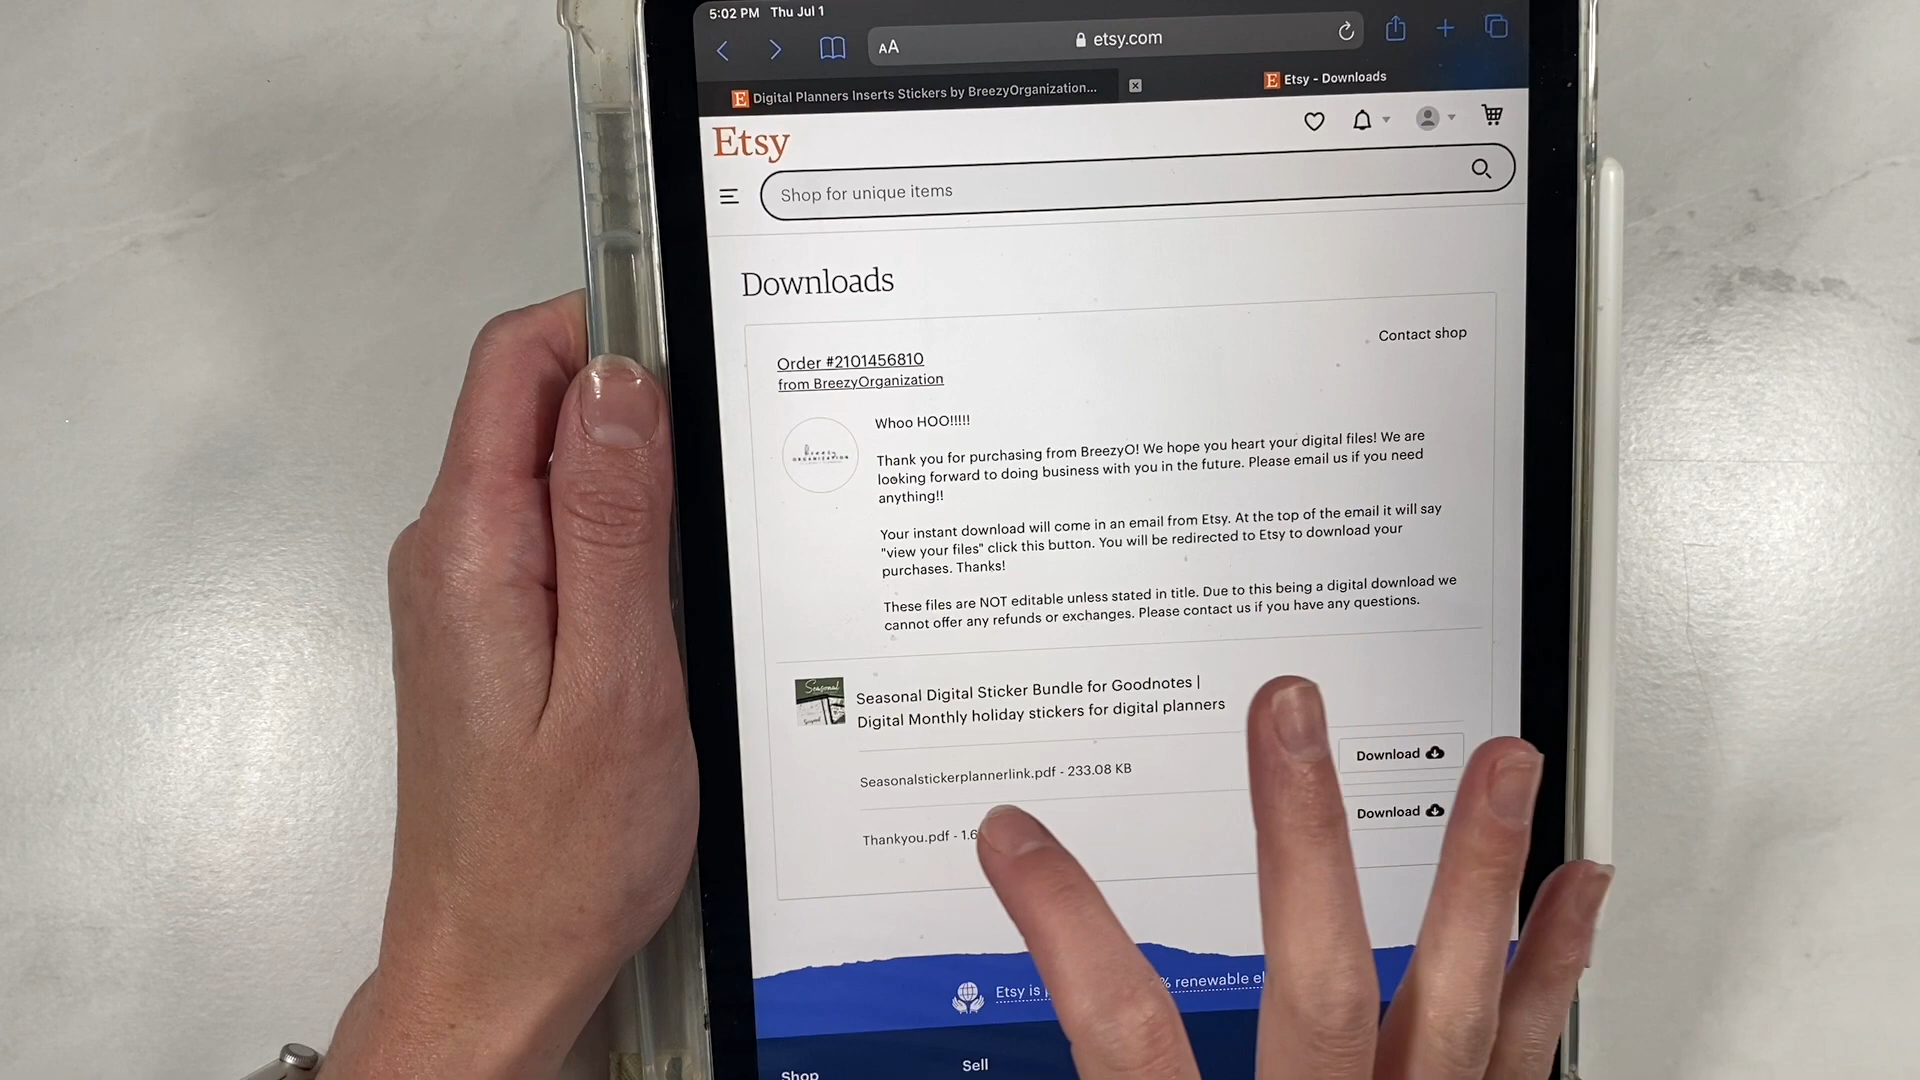 5:02 PM Thu Jul 1
AA etsy.com
Digital Planners Inserts Stickers by BreezyOrganization...
Etsy - Downloads
Etsy
Shop for unique items
Downloads
Contact shop
Order #2101456810
from BreezyOrganization
breezy
ORGANIZATION
Whoo HOO!!!!!
Thank you for purchasing from BreezyO! We hope you heart your digital files! We are
looking forward to doing business with you in the future. Please email us if you need
anything!!
Your instant download will come in an email from Etsy. At the top of the email it will say
"view your files" click this button. You will be redirected to Etsy to download your
purchases. Thanks!
These files are NOT editable unless stated in title. Due to this being a digital download we
cannot offer any refunds or exchanges. Please contact us if you have any questions.
Seasonal
Seasonal Digital Sticker Bundle for Goodnotes |
Digital Monthly holiday stickers for digital planners
Seasonalstickerplannerlink.pdf - 233.08 KB
Download
Thankyou.pdf - 1.6
Download
Etsy is
% renewable el
Shop
Sell